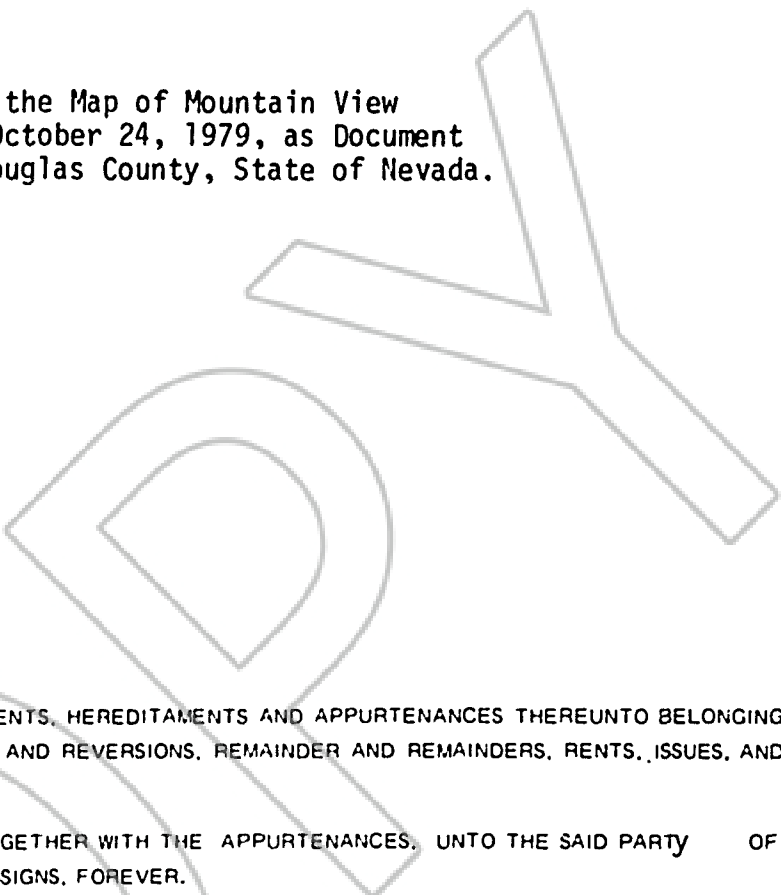 the Map of Mountain View
October 24, 1979, as Document
ouglas County, State of Nevada.
ENTS, HEREDITAMENTS AND APPURTENANCES THEREUNTO BELONGING
AND REVERSIONS, REMAINDER AND REMAINDERS, RENTS, ISSUES, AND
GETHER WITH THE APPURTENANCES, UNTO THE SAID PARTy OF
SIGNS, FOREVER.
PY